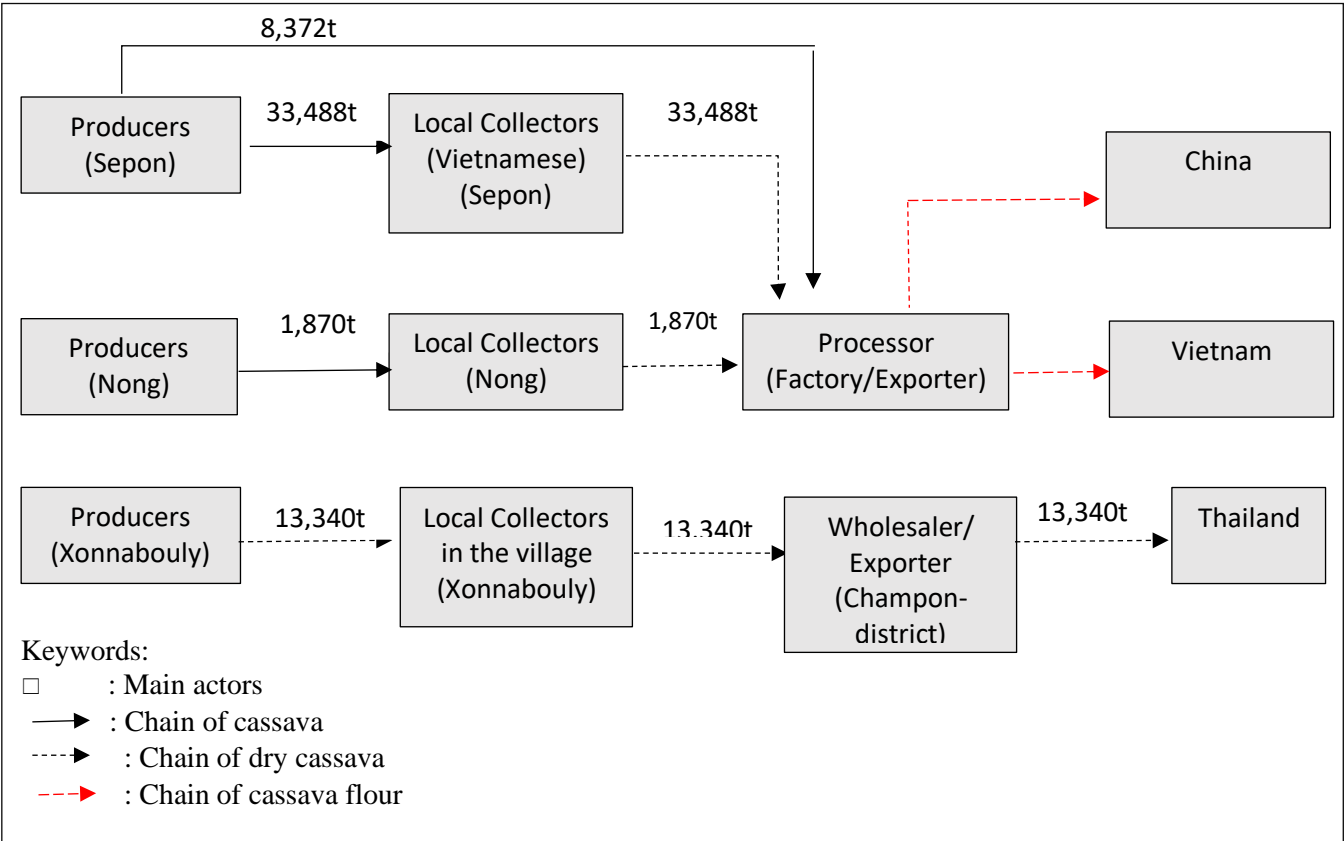 8,372t
Producers
(Sepon)
33,488t
Local Collectors
(Vietnamese)
(Sepon)
33,488t
China
Producers
(Nong)
1,870t
Local Collectors
(Nong)
1,870t
Processor
(Factory/Exporter)
Vietnam
Producers
(Xonnabouly)
13,340t
Local Collectors
in the village
(Xonnabouly)
13,340t
Wholesaler/
Exporter
(Champon-
district)
13,340t
Thailand
Keywords:
□ : Main actors
: Chain of cassava
: Chain of dry cassava
: Chain of cassava flour